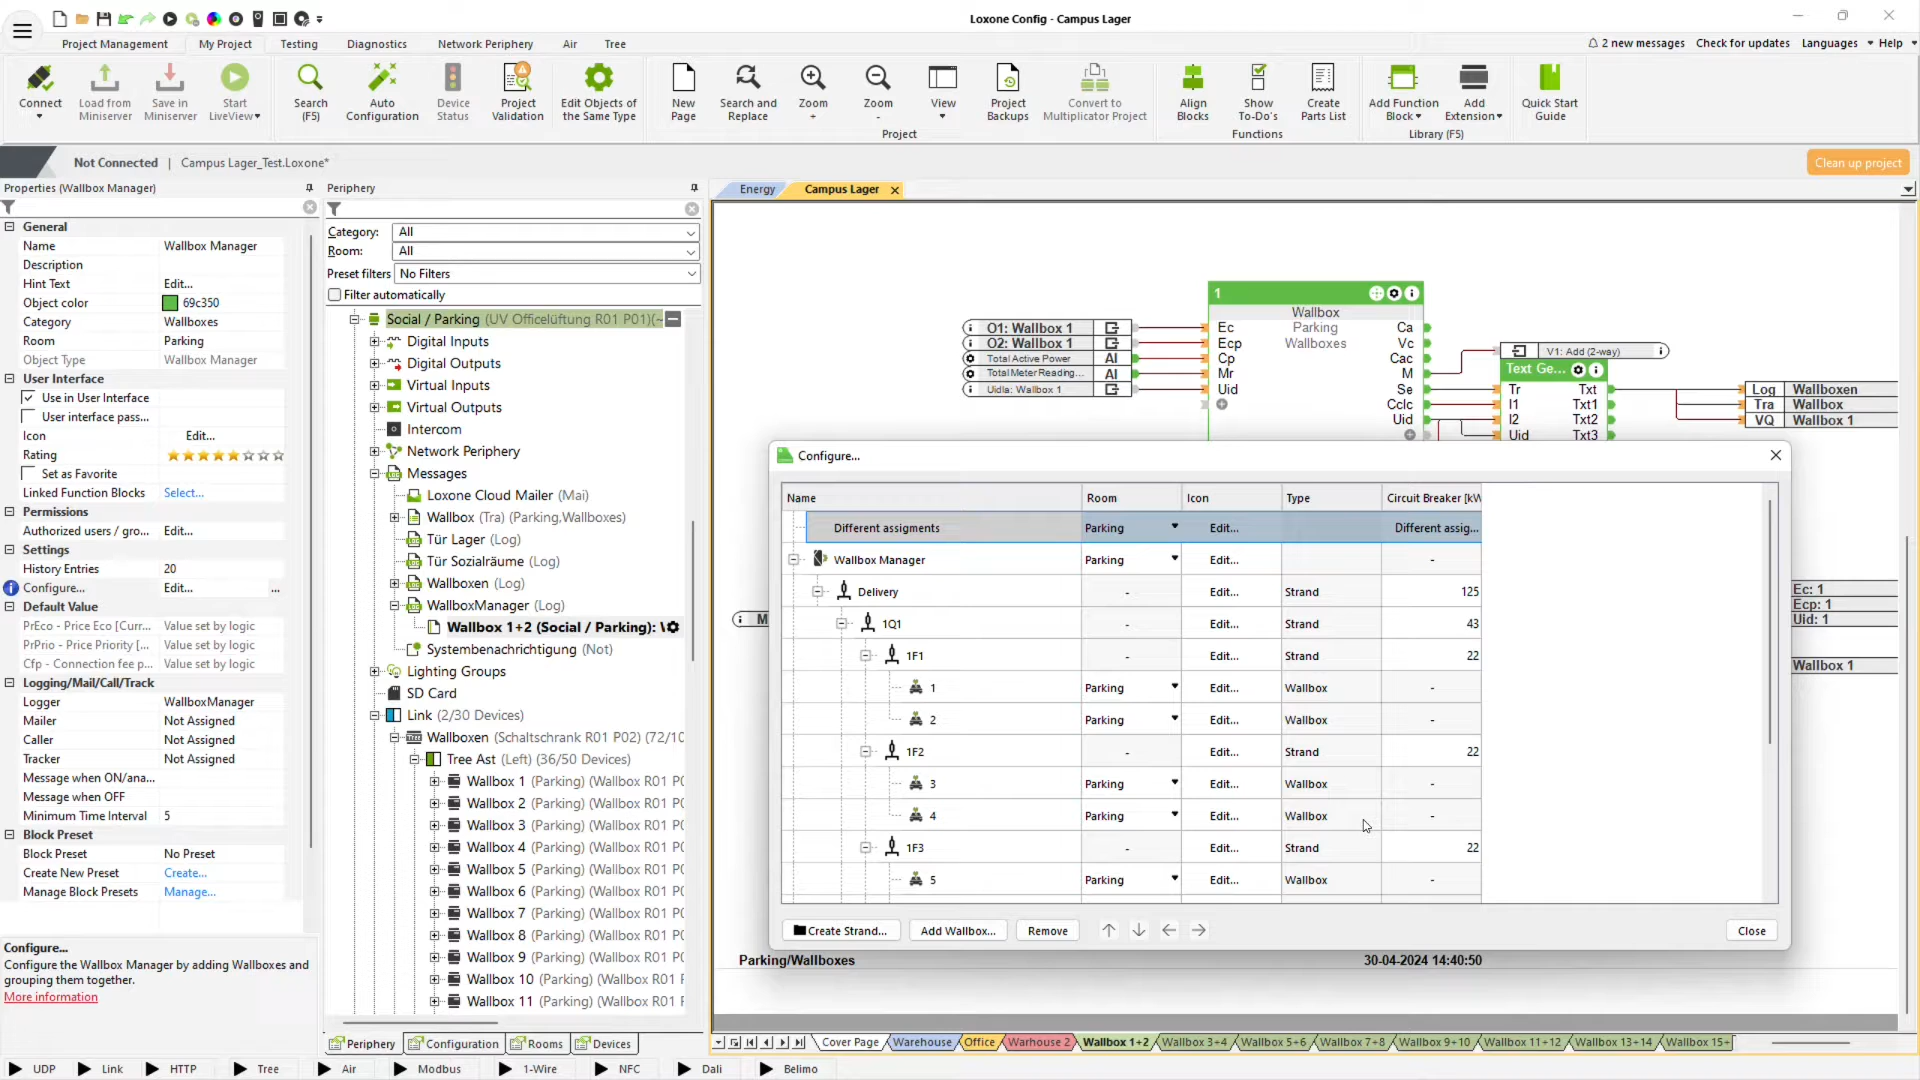 Loxone Config - Campus Lager
Project Management My Project Testing Diagnostics Network Periphery Air Tree
2 new messages Check for updates Languages Help
Connect
Load from Miniserver
Save in Miniserver
Start LiveView
Search (F5)
Auto Configuration
Device Status
Project Validation
Edit Objects of the Same Type
New Page
Search and Replace
Zoom +
Zoom -
View
Project Backups
Convert to Multiplicator Project
Align Blocks
Show To-Do's
Create Parts List
Add Function Block
Add Extension
Quick Start Guide
Project
Functions
Library (F5)
Not Connected | Campus Lager_Test.Loxone*
Clean up project
Properties (Wallbox Manager)
General
Name Wallbox Manager
Description
Hint Text Edit...
Object color 69c350
Category Wallboxes
Room Parking
Object Type Wallbox Manager
User Interface
Use in User Interface
User interface pass...
Icon Edit...
Rating
Set as Favorite
Linked Function Blocks Select...
Permissions
Authorized users / gro... Edit...
Settings
History Entries 20
Configure... Edit... ...
Default Value
PrEco - Price Eco [Curr... Value set by logic
PrPrio - Price Priority [... Value set by logic
Cfp - Connection fee p... Value set by logic
Logging/Mail/Call/Track
Logger WallboxManager
Mailer Not Assigned
Caller Not Assigned
Tracker Not Assigned
Message when ON/ana...
Message when OFF
Minimum Time Interval 5
Block Preset
Block Preset No Preset
Create New Preset Create...
Manage Block Presets Manage...
Configure...
Configure the Wallbox Manager by adding Wallboxes and
grouping them together.
More information
Periphery
Category: All
Room: All
Preset filters No Filters
Filter automatically
Social / Parking (UV Officelüftung R01 P01)(~
Digital Inputs
Digital Outputs
Virtual Inputs
Virtual Outputs
Intercom
Network Periphery
Messages
Loxone Cloud Mailer (Mai)
Wallbox (Tra) (Parking,Wallboxes)
Tür Lager (Log)
Tür Sozialräume (Log)
Wallboxen (Log)
WallboxManager (Log)
Wallbox 1+2 (Social / Parking):
Systembenachrichtigung (Not)
Lighting Groups
SD Card
Link (2/30 Devices)
Wallboxen (Schaltschrank R01 P02) (72/10
Tree Ast (Left) (36/50 Devices)
Wallbox 1 (Parking) (Wallbox R01 P0
Wallbox 2 (Parking) (Wallbox R01 P0
Wallbox 3 (Parking) (Wallbox R01 P0
Wallbox 4 (Parking) (Wallbox R01 P0
Wallbox 5 (Parking) (Wallbox R01 P0
Wallbox 6 (Parking) (Wallbox R01 P0
Wallbox 7 (Parking) (Wallbox R01 P0
Wallbox 8 (Parking) (Wallbox R01 P0
Wallbox 9 (Parking) (Wallbox R01 P0
Wallbox 10 (Parking) (Wallbox R01 F
Wallbox 11 (Parking) (Wallbox R01 F
Periphery Configuration Rooms Devices
Energy Campus Lager
1
Wallbox
Parking
Wallboxes
O1: Wallbox 1
O2: Wallbox 1
Total Active Power AI
Total Meter Reading... AI
Uidla: Wallbox 1
Ec Ca
Ecp Vc
Cp Cac
Mr M
Uid Se
Cclc
Uid
V1: Add (2-way)
Text Ge...
Tr Txt
I1 Txt1
I2 Txt2
Uid Txt3
Log Wallboxen
Tra Wallbox
VQ Wallbox 1
M
Ec: 1
Ecp: 1
Uid: 1
Wallbox 1
Configure...
Name Room Icon Type Circuit Breaker [kW
Different assigments Parking Edit... Different assig...
Wallbox Manager Parking Edit... -
Delivery - Edit... Strand 125
1Q1 - Edit... Strand 43
1F1 - Edit... Strand 22
1 Parking Edit... Wallbox -
2 Parking Edit... Wallbox -
1F2 - Edit... Strand 22
3 Parking Edit... Wallbox -
4 Parking Edit... Wallbox -
1F3 - Edit... Strand 22
5 Parking Edit... Wallbox -
Create Strand... Add Wallbox... Remove Close
Parking/Wallboxes 30-04-2024 14:40:50
Cover Page Warehouse Office Warhouse 2 Wallbox 1+2 Wallbox 3+4 Wallbox 5+6 Wallbox 7+8 Wallbox 9+10 Wallbox 11+12 Wallbox 13+14 Wallbox 15+
UDP Link HTTP Tree Air Modbus 1-Wire NFC Dali Belimo